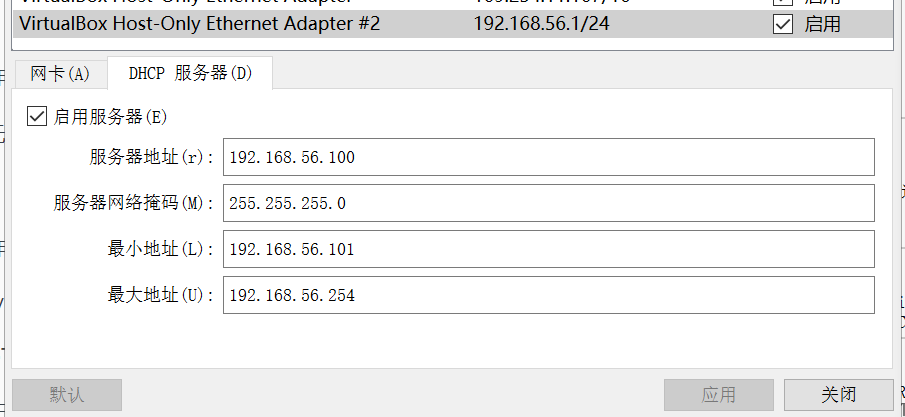 VirtualBox Host-Only Ethernet Adapter #2 192.168.56.1/24 启用
网卡(A) DHCP 服务器(D)
启用服务器(E)
服务器地址(r): 192.168.56.100
服务器网络掩码(M): 255.255.255.0
最小地址(L): 192.168.56.101
最大地址(U): 192.168.56.254
默认 应用 关闭